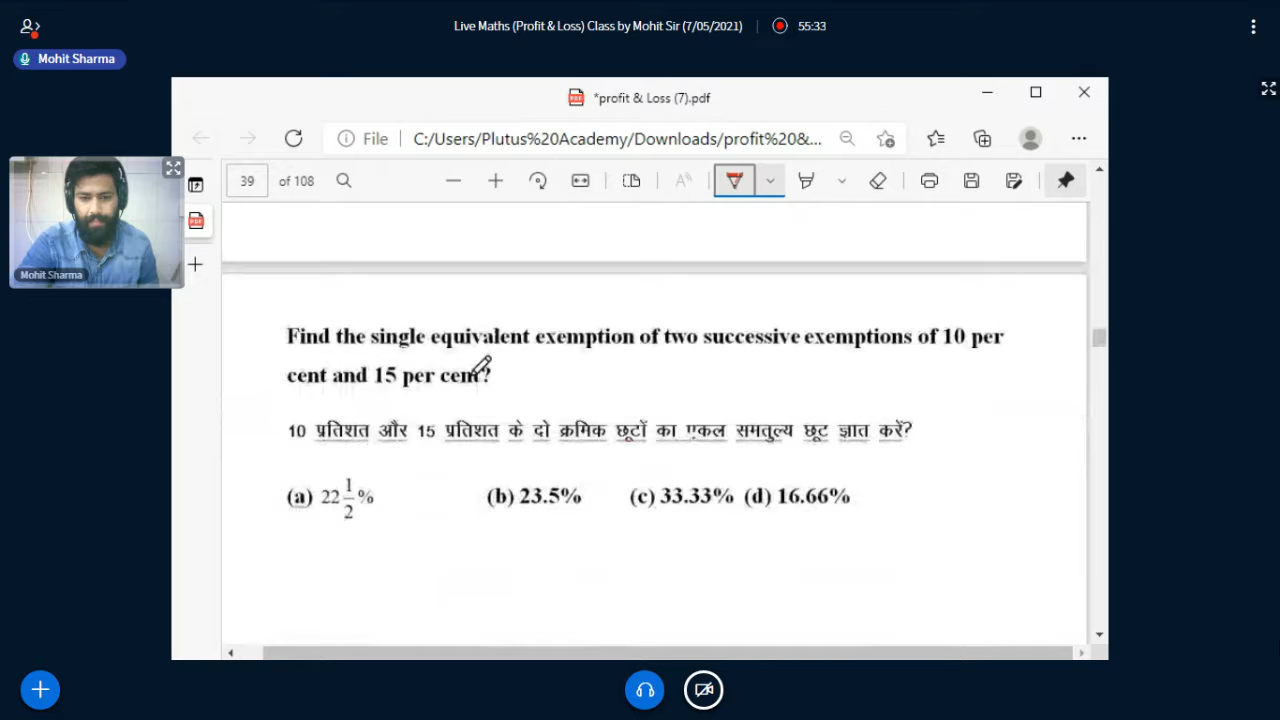 Live Maths (Profit & Loss) Class by Mohit Sir (7/05/2021) 55:33
Mohit Sharma
*profit & Loss (7).pdf
File C:/Users/Plutus%20Academy/Downloads/profit%20&...
39 of 108
Mohit Sharma
Find the single equivalent exemption of two successive exemptions of 10 per
cent and 15 per cent?
10 प्रतिशत और 15 प्रतिशत के दो क्रमिक छूटों का एकल समतुल्य छूट ज्ञात करें?
(a) 22 1/2 % (b) 23.5% (c) 33.33% (d) 16.66%